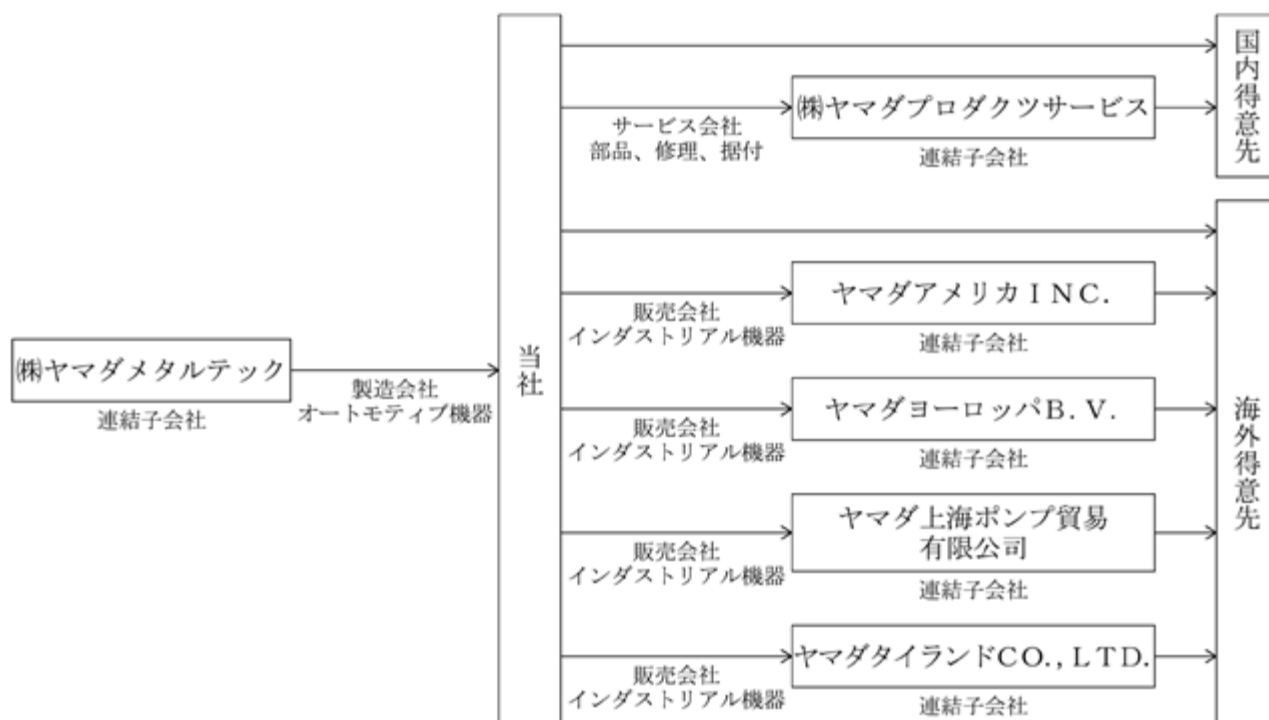 国内得意先
㈱ヤマダプロダクツサービス
サービス会社
部品、修理、据付
連結子会社
ヤマダアメリカＩＮＣ．
販売会社
インダストリアル機器
連結子会社
㈱ヤマダメタルテック
製造会社
オートモティブ機器
連結子会社
当社
ヤマダヨーロッパＢ．Ｖ．
販売会社
インダストリアル機器
連結子会社
海外得意先
ヤマダ上海ポンプ貿易
有限公司
販売会社
インダストリアル機器
連結子会社
ヤマダタイランドＣＯ．，ＬＴＤ．
販売会社
インダストリアル機器
連結子会社